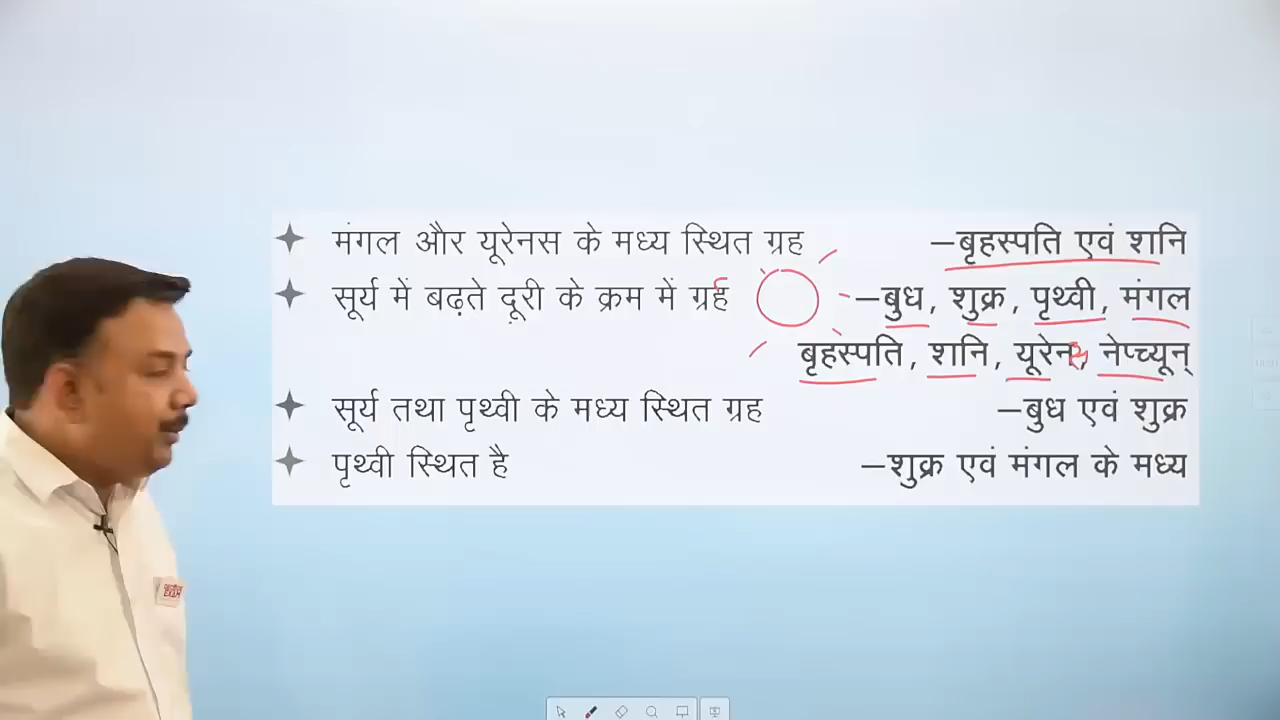 मंगल और यूरेनस के मध्य स्थित ग्रह –बृहस्पति एवं शनि
सूर्य में बढ़ते दूरी के क्रम में ग्रह –बुध, शुक्र, पृथ्वी, मंगल
बृहस्पति, शनि, यूरेनस, नेप्च्यून्
सूर्य तथा पृथ्वी के मध्य स्थित ग्रह –बुध एवं शुक्र
पृथ्वी स्थित है –शुक्र एवं मंगल के मध्य